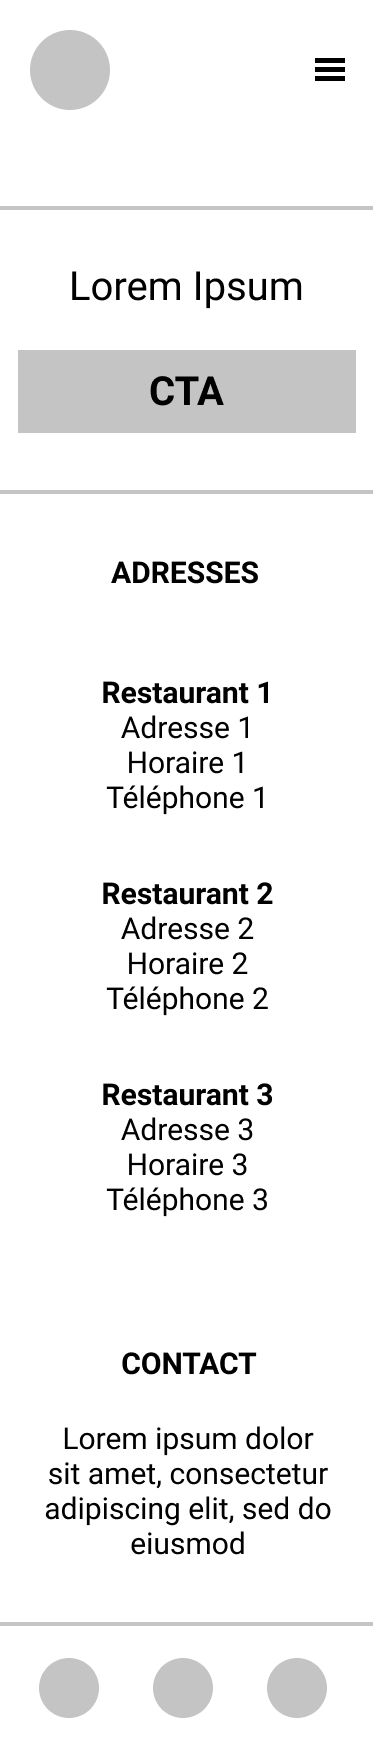 Lorem Ipsum
CTA
ADRESSES
Restaurant 1
Adresse 1
Horaire 1
Téléphone 1
Restaurant 2
Adresse 2
Horaire 2
Téléphone 2
Restaurant 3
Adresse 3
Horaire 3
Téléphone 3
CONTACT
Lorem ipsum dolor
sit amet, consectetur
adipiscing elit, sed do
eiusmod